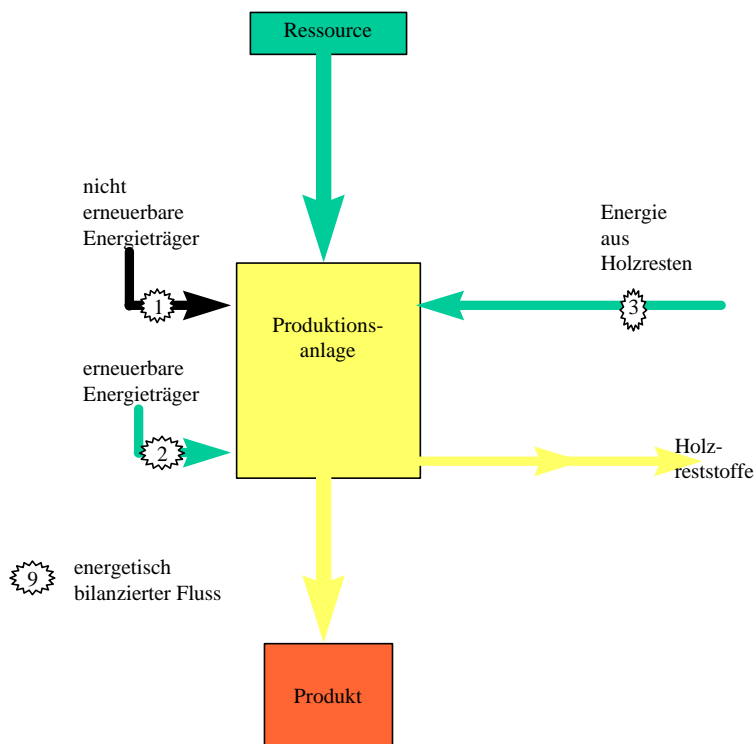 Ressource
nicht
erneuerbare
Energieträger
Energie
aus
Holzresten
1
3
Produktions-
anlage
erneuerbare
Energieträger
2
Holz-
reststoffe
9
energetisch
bilanzierter Fluss
Produkt